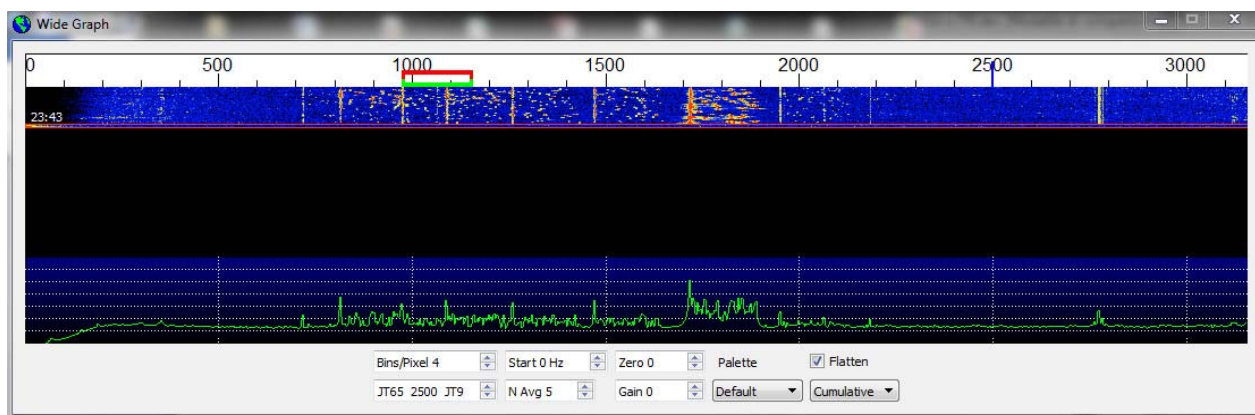 Wide Graph
0 500 1000 1500 2000 2500 3000
23:43
Bins/Pixel 4 Start 0 Hz Zero 0 Palette Flatten
JT65 2500 JT9 N Avg 5 Gain 0 Default Cumulative